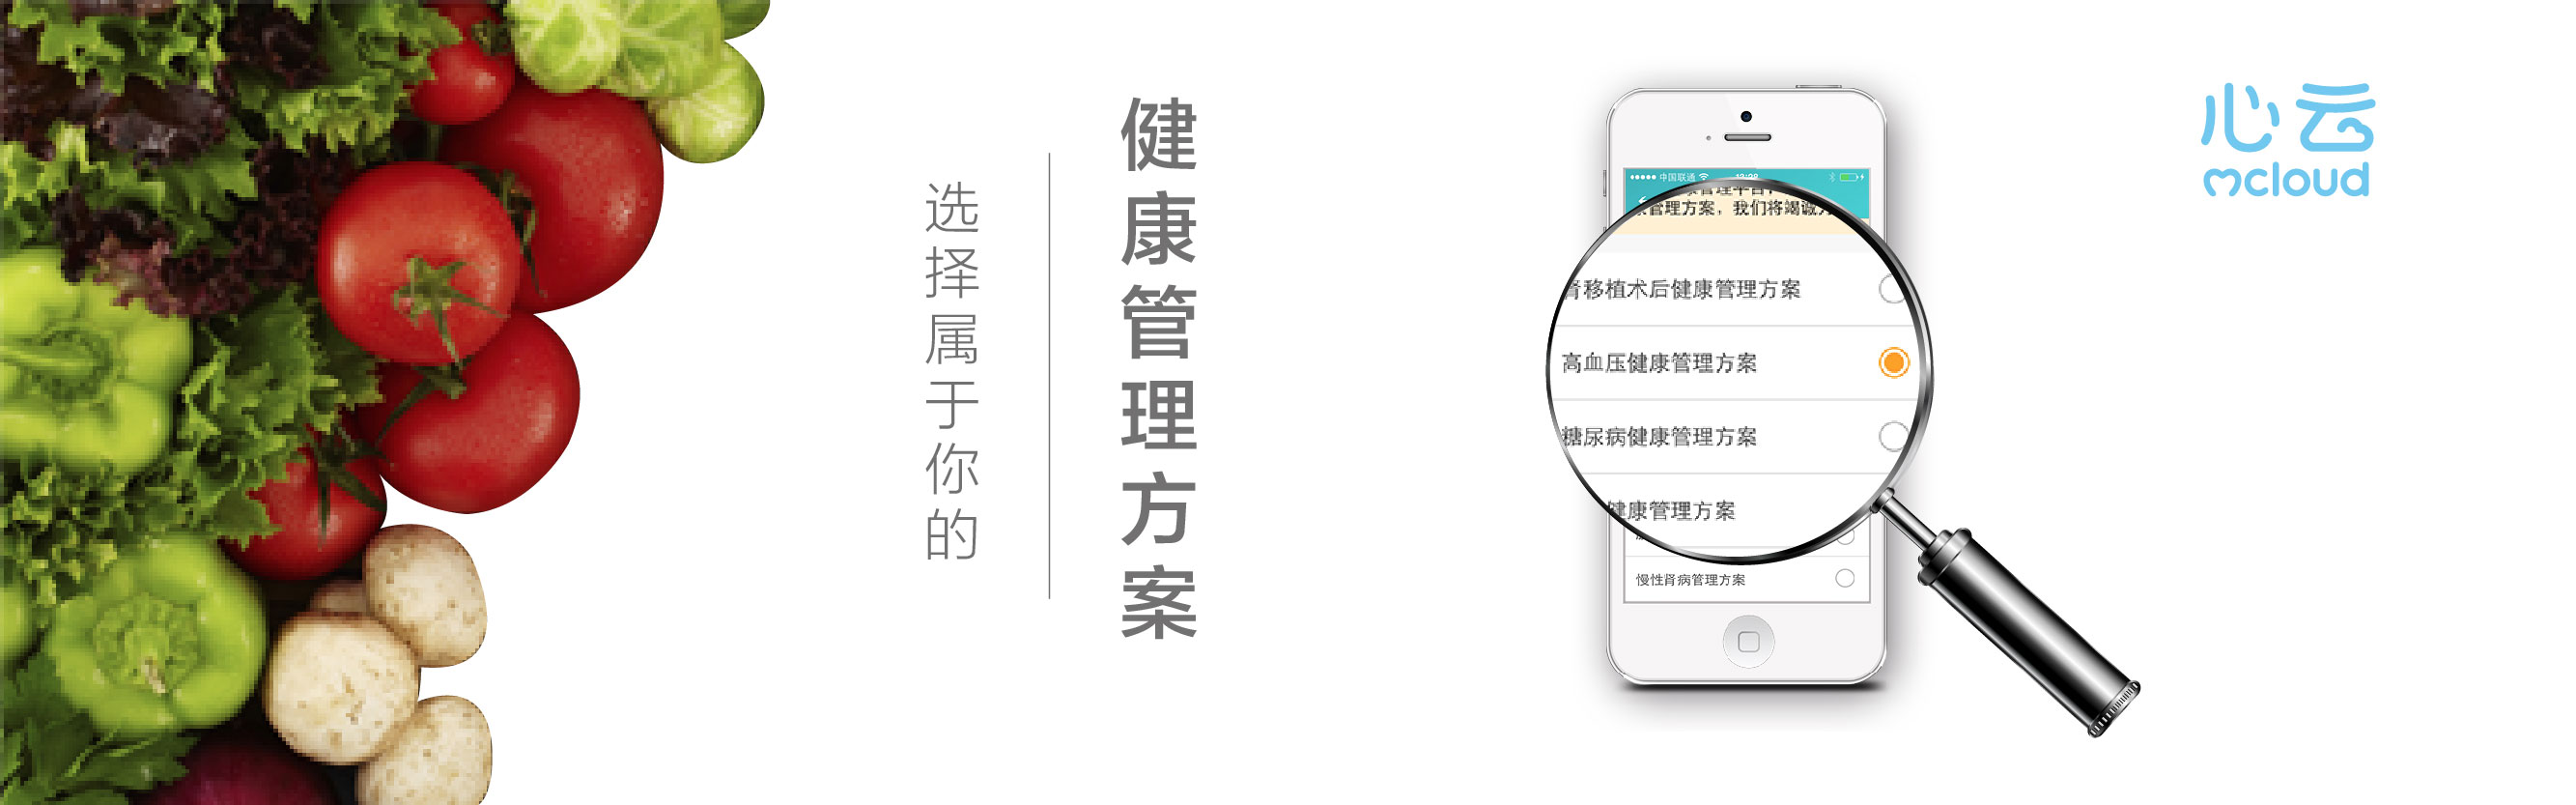 选择属于你的
健康管理方案
中国联通
管理方案，我们将竭诚
肾移植术后健康管理方案
高血压健康管理方案
糖尿病健康管理方案
健康管理方案
慢性肾病管理方案
心云
mcloud